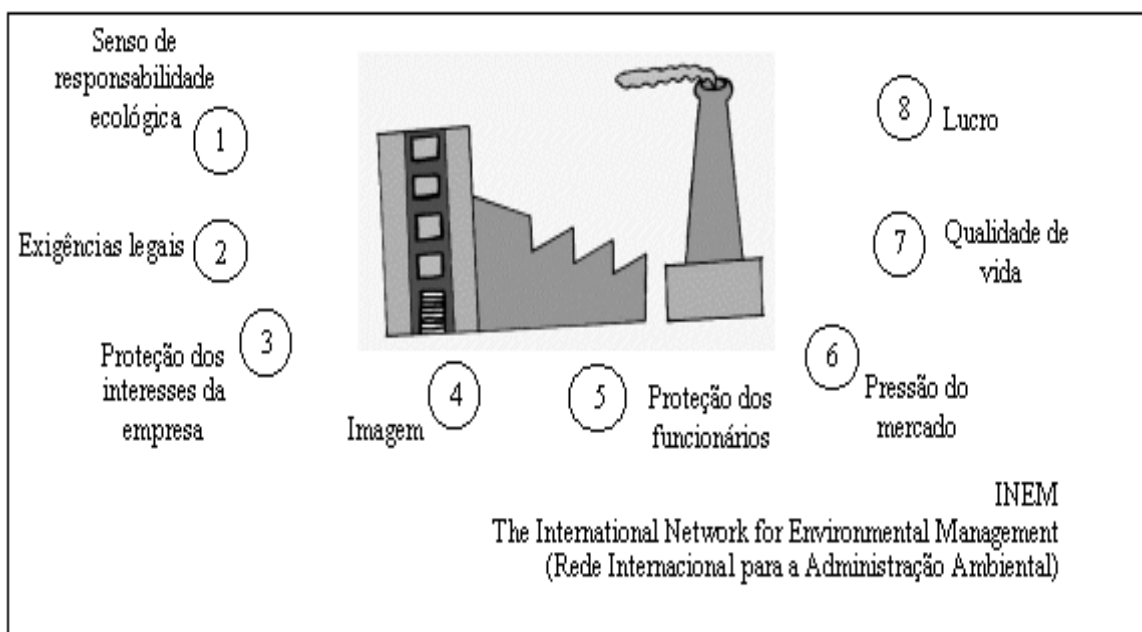 Senso de
responsabilidade
ecológica
1
Exigências legais
2
3
Proteção dos
interesses da
empresa
4
Imagem
5
Proteção dos
funcionários
6
Pressão do
mercado
7
Qualidade de
vida
8
Lucro
INEM
The International Network for Environmental Management
(Rede Internacional para a Administração Ambiental)